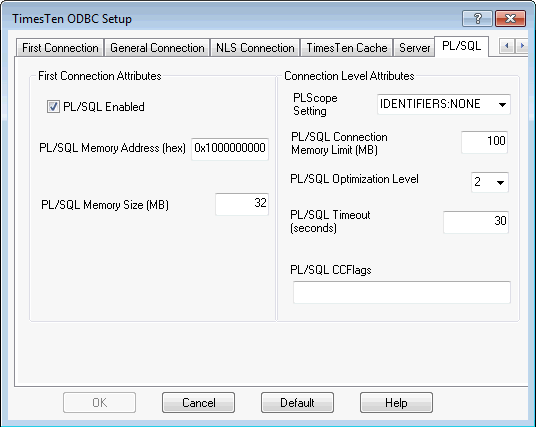 TimesTen ODBC Setup
First Connection General Connection NLS Connection TimesTen Cache Server PL/SQL
First Connection Attributes
PL/SQL Enabled
PL/SQL Memory Address (hex) 0x1000000000
PL/SQL Memory Size (MB) 32
Connection Level Attributes
PLScope
Setting
IDENTIFIERS:NONE
PL/SQL Connection
Memory Limit (MB)
100
PL/SQL Optimization Level 2
PL/SQL Timeout
(seconds)
30
PL/SQL CCFlags
OK Cancel Default Help